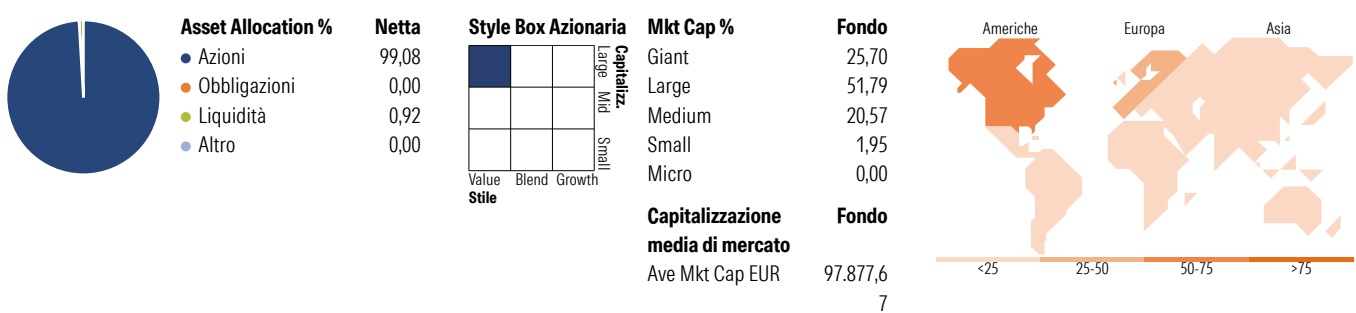 Asset Allocation % Netta
Azioni 99,08
Obbligazioni 0,00
Liquidità 0,92
Altro 0,00
Style Box Azionaria
Capitalizz.
Large
Mid
Small
Value Blend Growth
Stile
Mkt Cap % Fondo
Giant 25,70
Large 51,79
Medium 20,57
Small 1,95
Micro 0,00
Capitalizzazione Fondo
media di mercato
Ave Mkt Cap EUR 97.877,6
7
Americhe Europa Asia
<25 25-50 50-75 >75